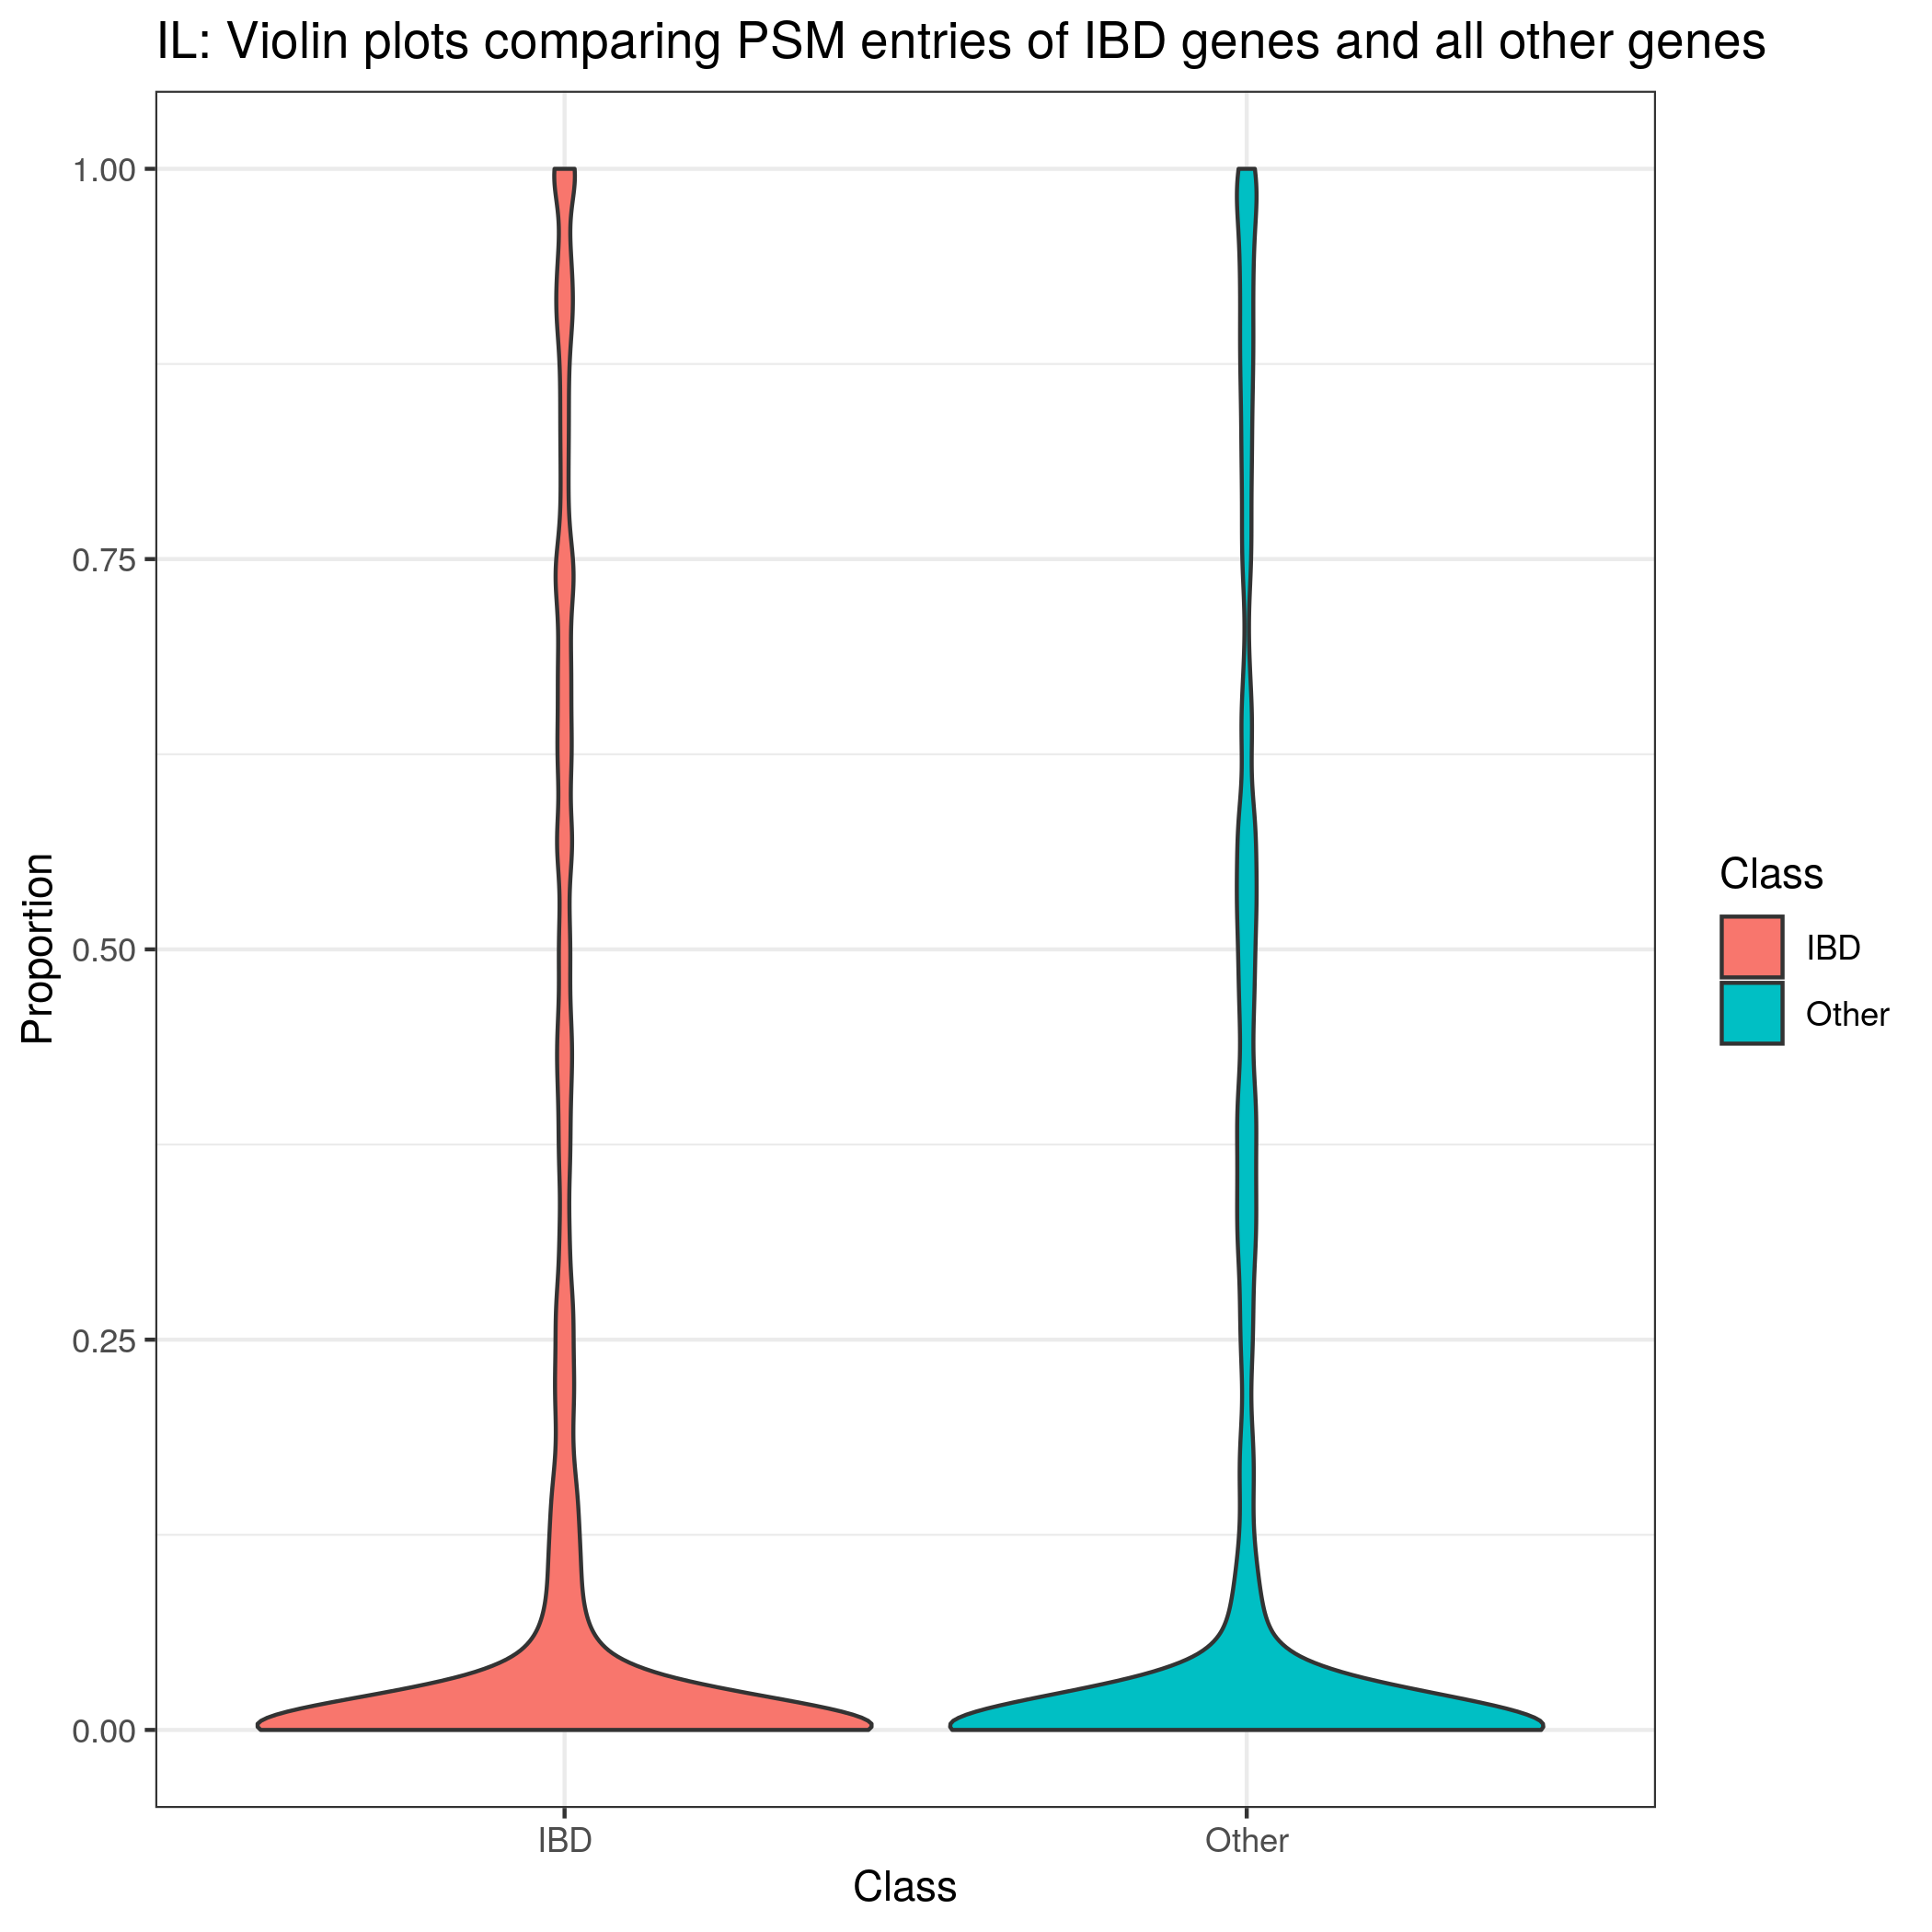 IL: Violin plots comparing PSM entries of IBD genes and all other genes
1.00
0.75
0.50
0.25
0.00
Proportion
IBD
Other
Class
Class
IBD
Other